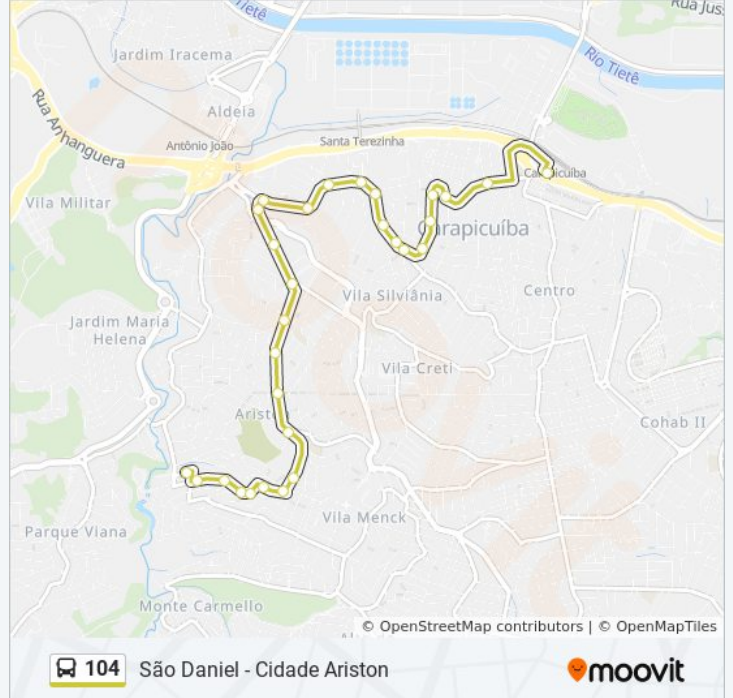 Tietê
Rua Jus
Jardim Iracema
Rio Tietê
Aldeia
Rua Anhanguera
Antônio João
Santa Terezinha
Carapicuíba
Vila Militar
Carapicuíba
Vila Silviânia
Centro
Jardim Maria
Helena
Vila Creti
Aristo
Cohab II
Vila Menck
Parque Viana
Monte Carmello
© OpenStreetMap contributors | © OpenMapTiles
104 São Daniel - Cidade Ariston
moovit